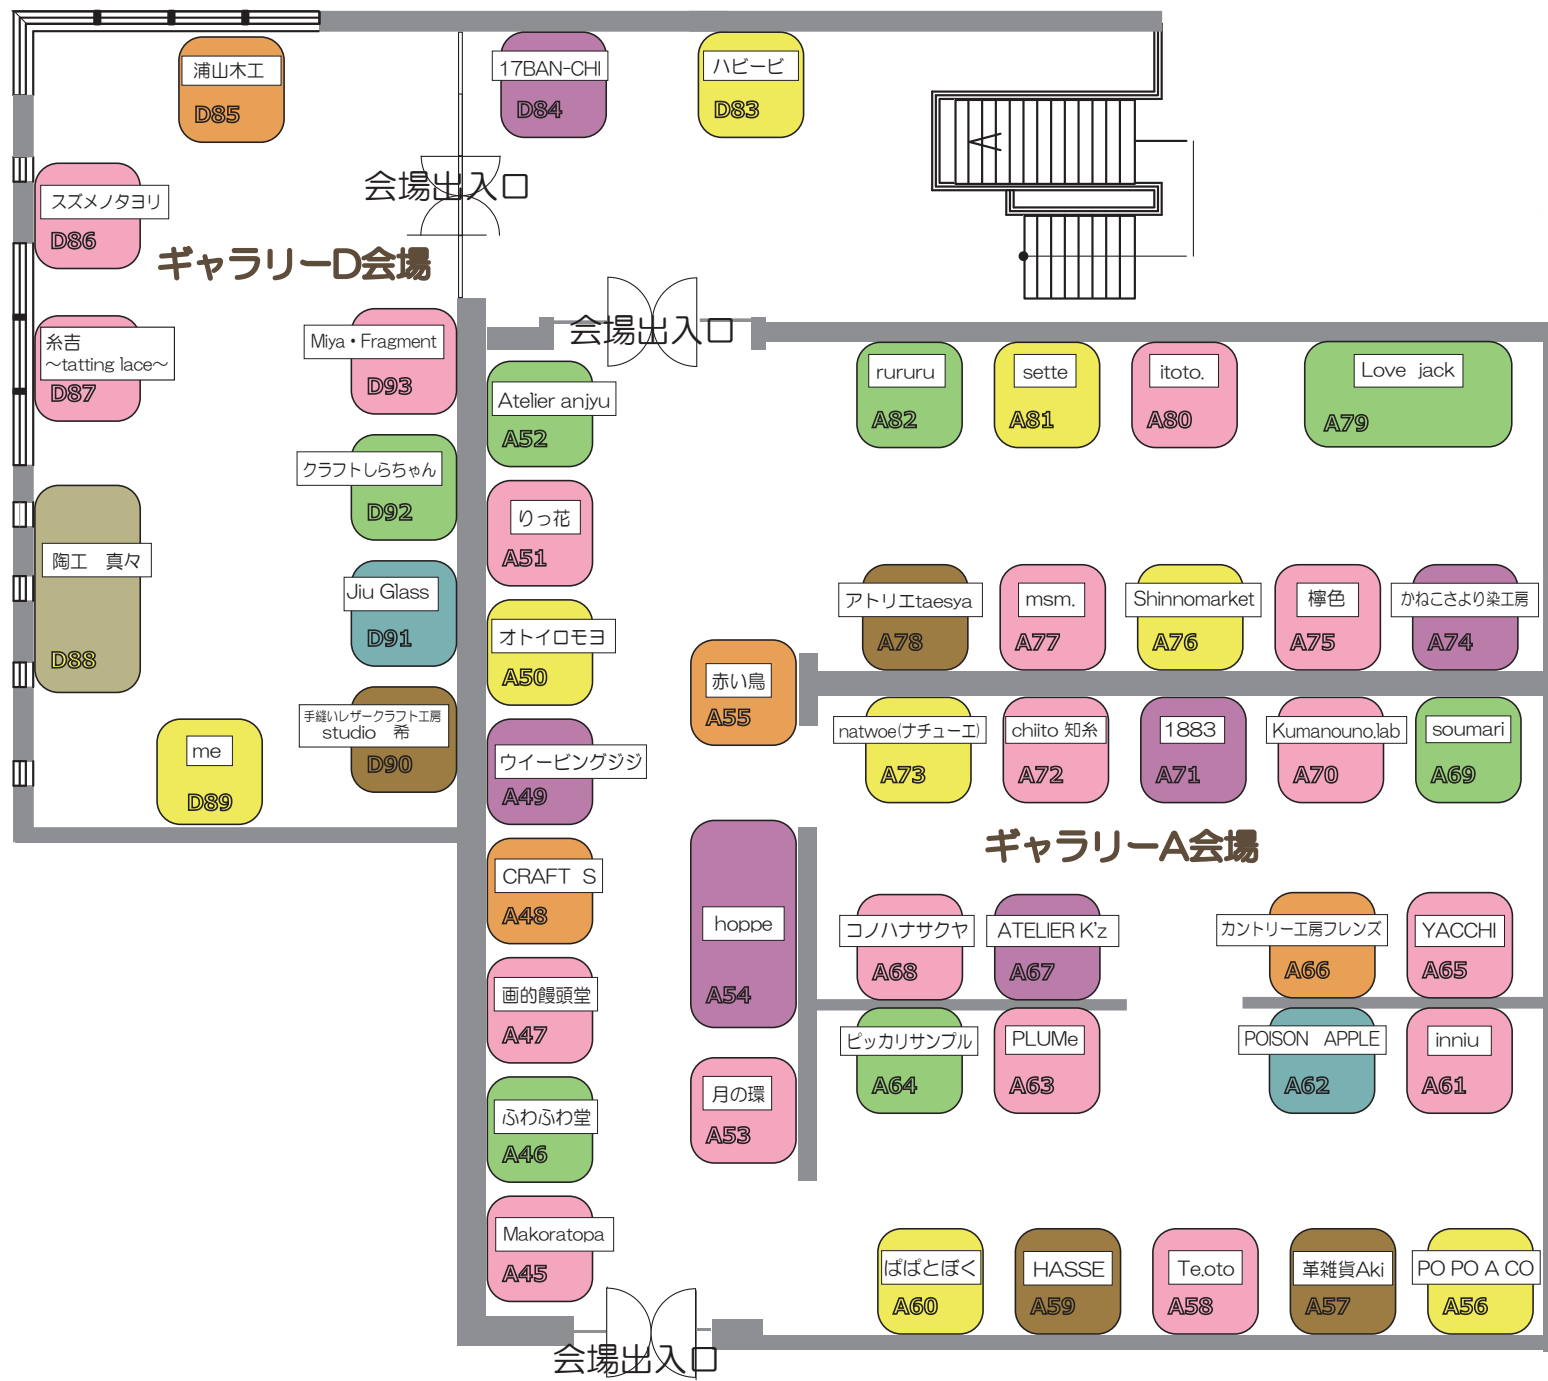 浦山木工
D85
17BAN-CHI
D84
ハビービ
D83
会場出入口
スズメノタヨリ
D86
ギャラリーD会場
糸吉
～tatting lace～
D87
Miya・Fragment
D93
クラフトしらちゃん
D92
陶工　真々
D88
Jiu Glass
D91
手縫いレザークラフト工房
studio　希
D90
me
D89
会場出入口
Atelier anjyu
A52
りっ花
A51
オトイロモヨ
A50
ウイービングジジ
A49
CRAFT S
A48
画的饅頭堂
A47
ふわふわ堂
A46
Makoratopa
A45
赤い鳥
A55
hoppe
A54
月の環
A53
rururu
A82
sette
A81
itoto.
A80
Love jack
A79
アトリエtaesya
A78
msm.
A77
Shinnomarket
A76
檸色
A75
かねこさより染工房
A74
natwoe(ナチューエ)
A73
chiito 知糸
A72
1883
A71
Kumanouno.lab
A70
soumari
A69
ギャラリーA会場
コノハナサクヤ
A68
ATELIER K'z
A67
カントリー工房フレンズ
A66
YACCHI
A65
ピッカリサンプル
A64
PLUMe
A63
POISON APPLE
A62
inniu
A61
ぱぱとぼく
A60
HASSE
A59
Te.oto
A58
革雑貨Aki
A57
PO PO A CO
A56
会場出入口
A